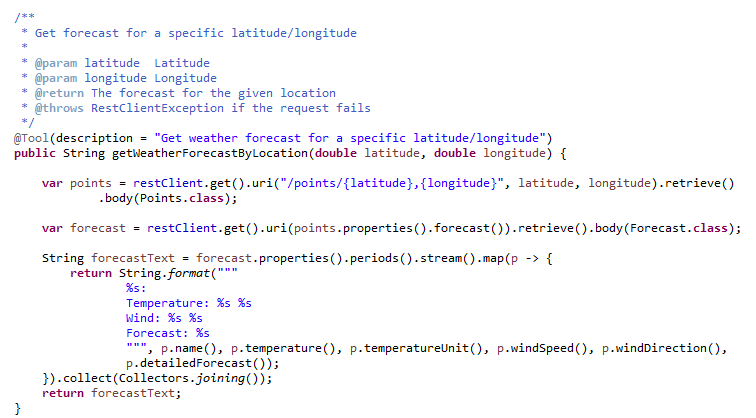 /**
 * Get forecast for a specific latitude/longitude
 *
 * @param latitude  Latitude
 * @param longitude Longitude
 * @return The forecast for the given location
 * @throws RestClientException if the request fails
 */
@Tool(description = "Get weather forecast for a specific latitude/longitude")
public String getWeatherForecastByLocation(double latitude, double longitude) {

    var points = restClient.get().uri("/points/{latitude},{longitude}", latitude, longitude).retrieve()
            .body(Points.class);

    var forecast = restClient.get().uri(points.properties().forecast()).retrieve().body(Forecast.class);

    String forecastText = forecast.properties().periods().stream().map(p -> {
        return String.format("""
                %s:
                Temperature: %s %s
                Wind: %s %s
                Forecast: %s
                """, p.name(), p.temperature(), p.temperatureUnit(), p.windSpeed(), p.windDirection(),
                p.detailedForecast());
    }).collect(Collectors.joining());
    return forecastText;
}